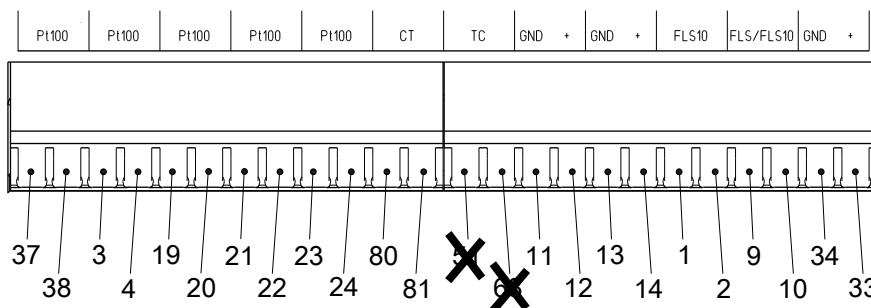 Pt100 Pt100 Pt100 Pt100 Pt100 CT TC GND + GND + FLS10 FLS/FLS10 GND +
37 3 19 21 23 80 11 13 1 9 34
38 4 20 22 24 81 12 14 2 10 33